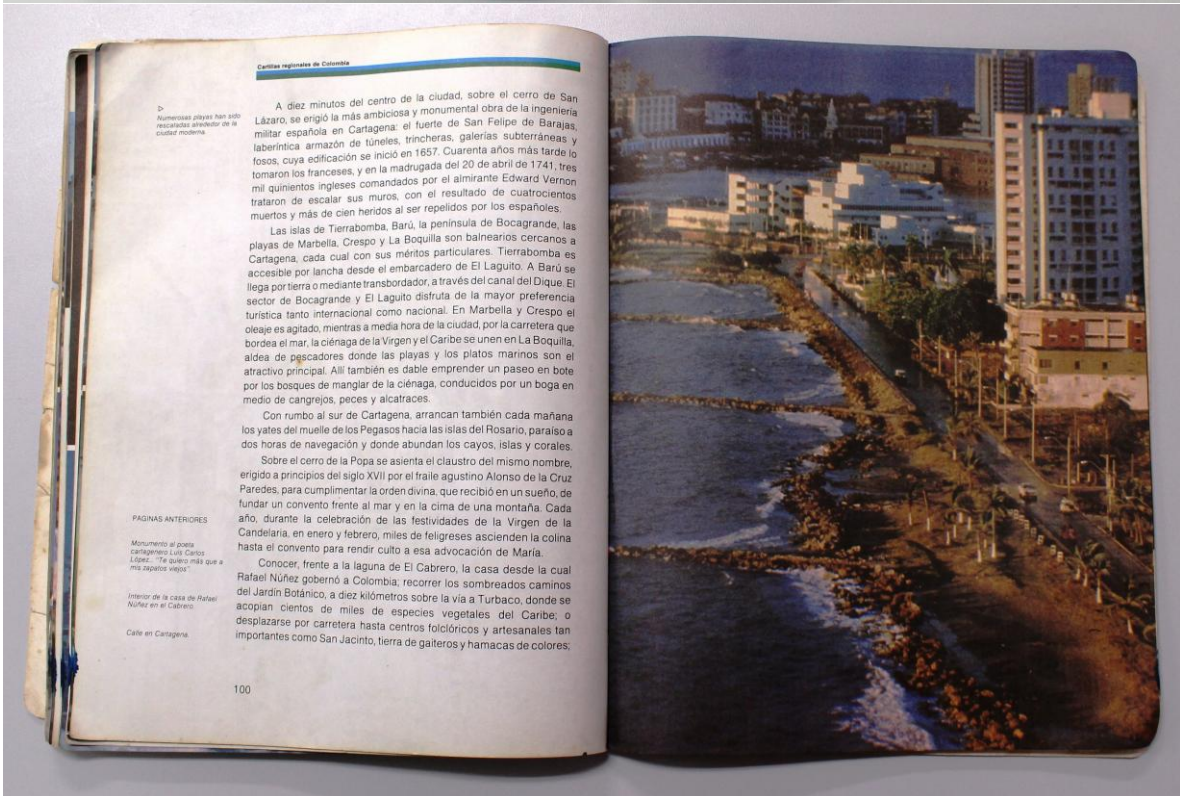 Cartillas regionales de Colombia
▷
Numerosas playas han sido
rescatadas alrededor de la
ciudad moderna.
A diez minutos del centro de la ciudad, sobre el cerro de San
Lázaro, se erigió la más ambiciosa y monumental obra de la ingeniería
militar española en Cartagena: el fuerte de San Felipe de Barajas,
laberíntica armazón de túneles, trincheras, galerías subterráneas y
fosos, cuya edificación se inició en 1657. Cuarenta años más tarde lo
tomaron los franceses, y en la madrugada del 20 de abril de 1741, tres
mil quinientos ingleses comandados por el almirante Edward Vernon
trataron de escalar sus muros, con el resultado de cuatrocientos
muertos y más de cien heridos al ser repelidos por los españoles.
Las islas de Tierrabomba, Barú, la península de Bocagrande, las
playas de Marbella, Crespo y La Boquilla son balnearios cercanos a
Cartagena, cada cual con sus méritos particulares. Tierrabomba es
accesible por lancha desde el embarcadero de El Laguito. A Barú se
llega por tierra o mediante transbordador, a través del canal del Dique. El
sector de Bocagrande y El Laguito disfruta de la mayor preferencia
turística tanto internacional como nacional. En Marbella y Crespo el
oleaje es agitado, mientras a media hora de la ciudad, por la carretera que
bordea el mar, la ciénaga de la Virgen y el Caribe se unen en La Boquilla,
aldea de pescadores donde las playas y los platos marinos son el
atractivo principal. Allí también es dable emprender un paseo en bote
por los bosques de manglar de la ciénaga, conducidos por un boga en
medio de cangrejos, peces y alcatraces.
Con rumbo al sur de Cartagena, arrancan también cada mañana
los yates del muelle de los Pegasos hacia las islas del Rosario, paraíso a
dos horas de navegación y donde abundan los cayos, islas y corales.
Sobre el cerro de la Popa se asienta el claustro del mismo nombre,
erigido a principios del siglo XVII por el fraile agustino Alonso de la Cruz
Paredes, para cumplimentar la orden divina, que recibió en un sueño, de
fundar un convento frente al mar y en la cima de una montaña. Cada
año, durante la celebración de las festividades de la Virgen de la
Candelaria, en enero y febrero, miles de feligreses ascienden la colina
hasta el convento para rendir culto a esa advocación de María.
Conocer, frente a la laguna de El Cabrero, la casa desde la cual
Rafael Núñez gobernó a Colombia; recorrer los sombreados caminos
del Jardín Botánico, a diez kilómetros sobre la vía a Turbaco, donde se
acopian cientos de miles de especies vegetales del Caribe; o
desplazarse por carretera hasta centros folclóricos y artesanales tan
importantes como San Jacinto, tierra de gaiteros y hamacas de colores;
PAGINAS ANTERIORES
Monumento al poeta
cartagenero Luis Carlos
López.. "Te quiero más que a
mis zapatos viejos"
Interior de la casa de Rafael
Núñez en el Cabrero.
Calle en Cartagena
100